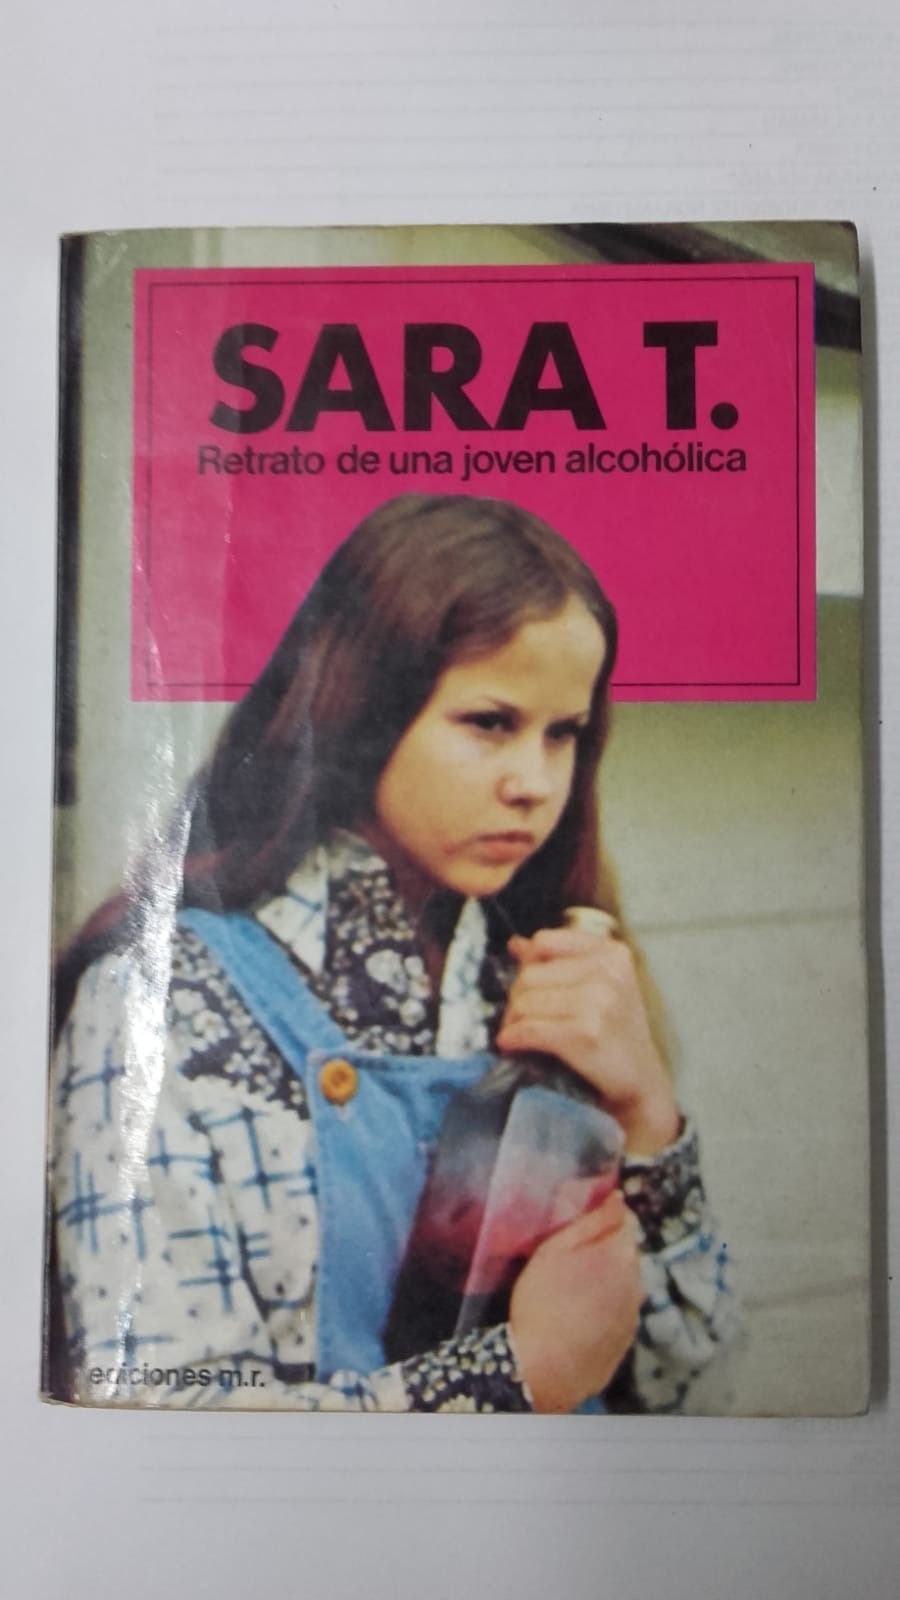 SARA T.
Retrato de una joven alcohólica
ediciones m.r.